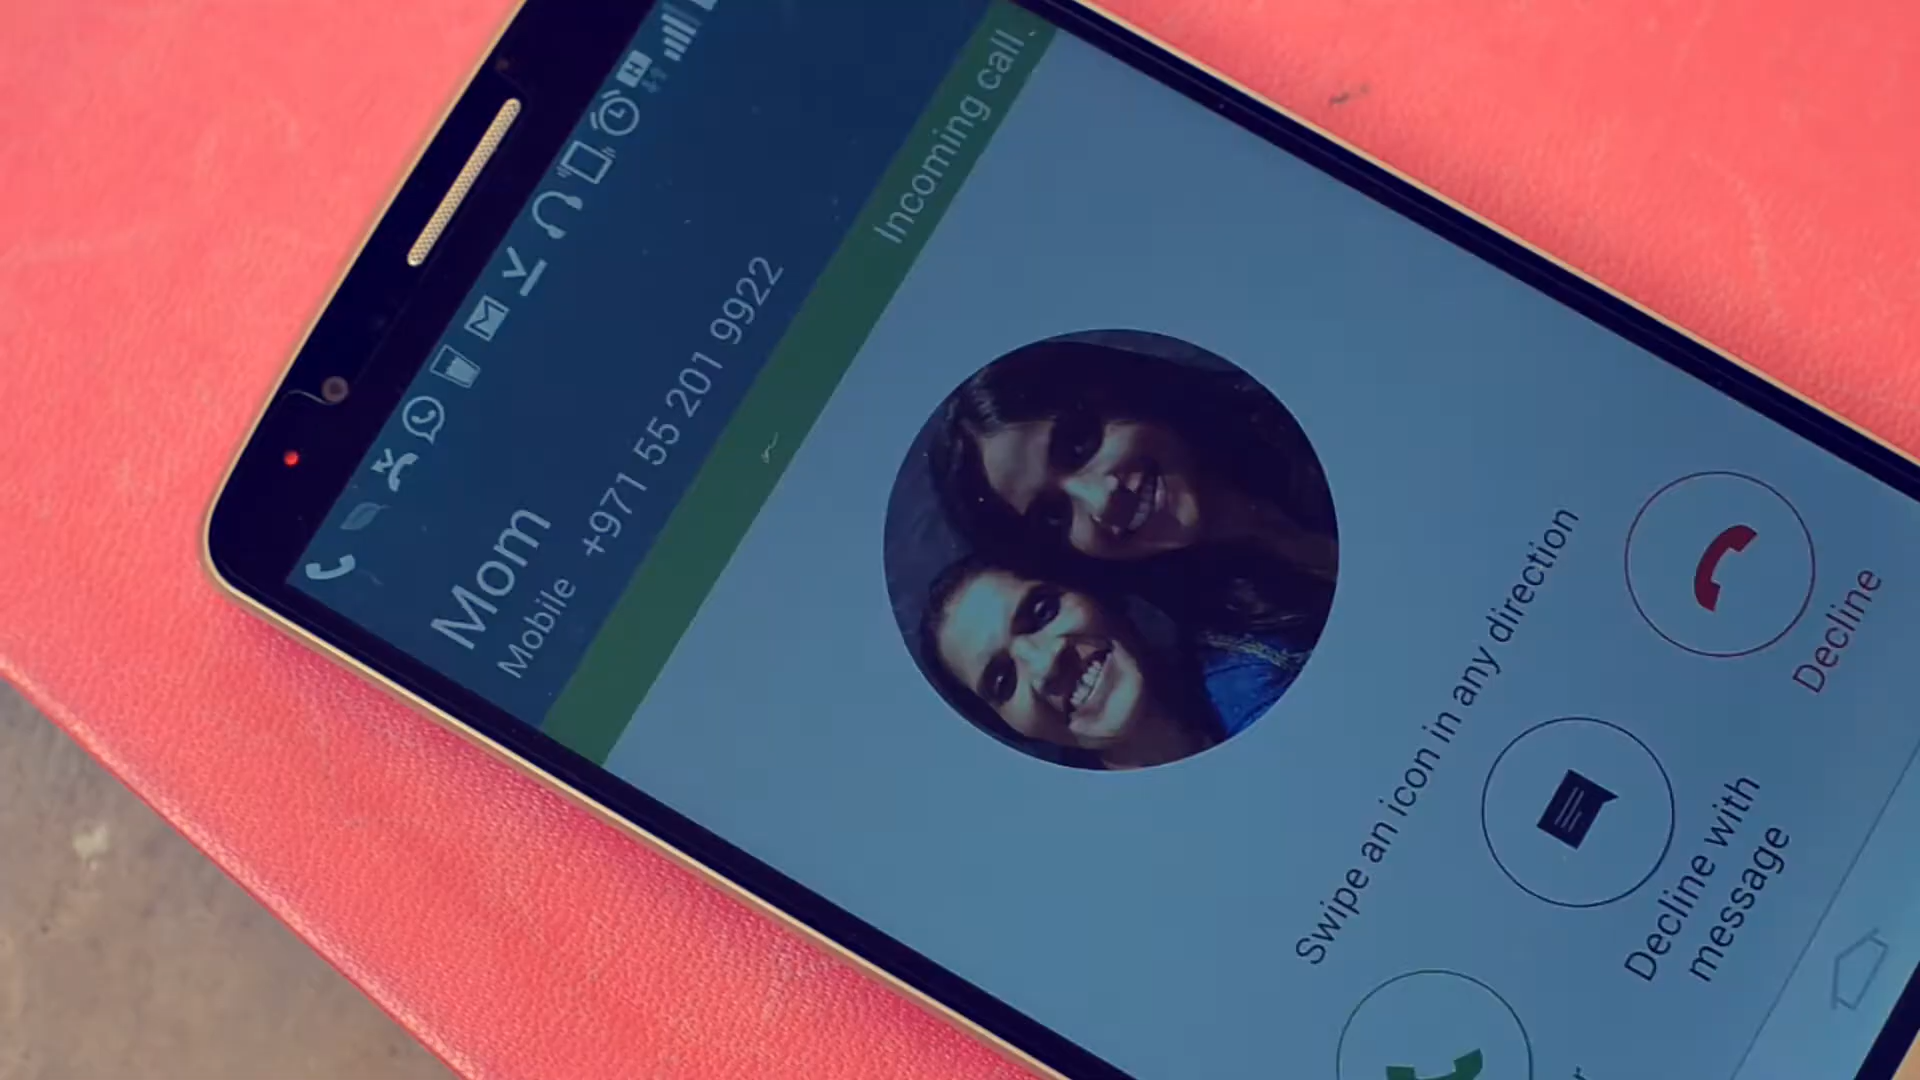 Mom
Mobile +971 55 201 9922
Incoming call.
Swipe an icon in any direction
Decline with
message
Decline